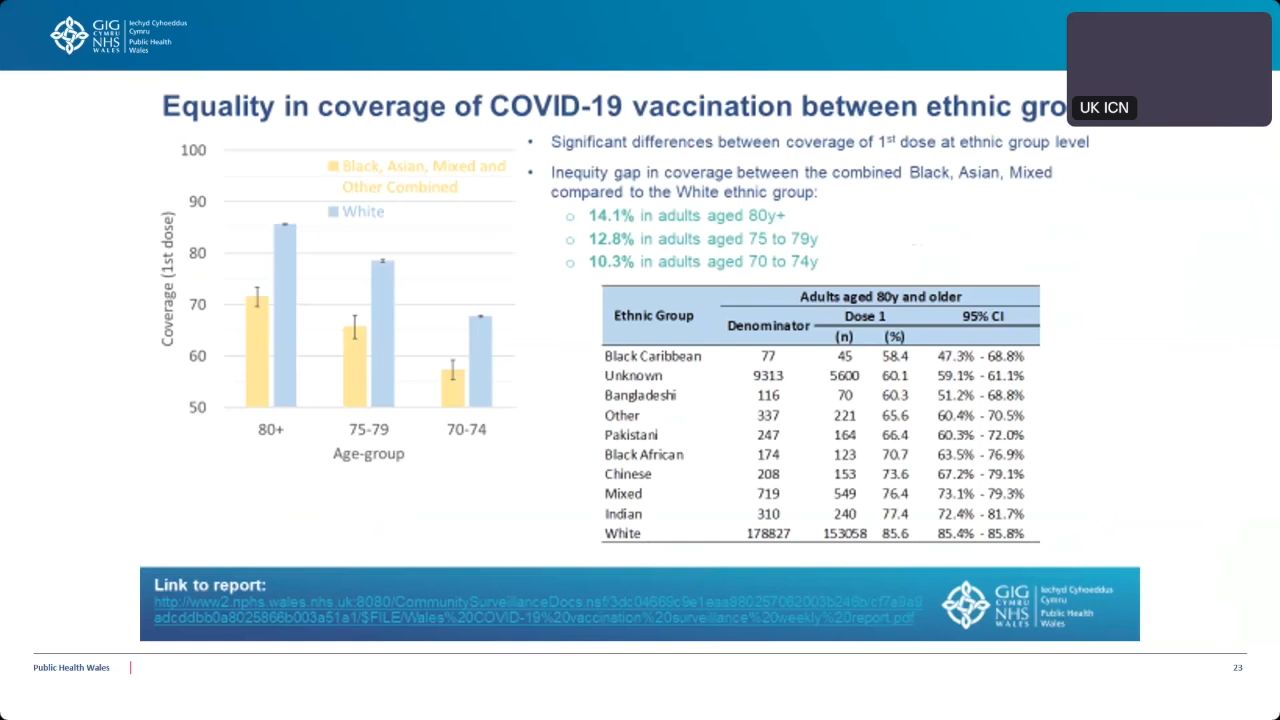 GIG
CYMRU
NHS
WALES
Iechyd Cyhoeddus
Cymru
Public Health
Wales
UK ICN
Equality in coverage of COVID-19 vaccination between ethnic gro
Coverage (1st dose)
100
90
80
70
60
50
Black, Asian, Mixed and
Other Combined
White
80+ 75-79 70-74
Age-group
• Significant differences between coverage of 1st dose at ethnic group level
• Inequity gap in coverage between the combined Black, Asian, Mixed
compared to the White ethnic group:
o 14.1% in adults aged 80y+
o 12.8% in adults aged 75 to 79y
o 10.3% in adults aged 70 to 74y
Adults aged 80y and older
Ethnic Group Denominator Dose 1 95% CI
(n) (%)
Black Caribbean 77 45 58.4 47.3% - 68.8%
Unknown 9313 5600 60.1 59.1% - 61.1%
Bangladeshi 116 70 60.3 51.2% - 68.8%
Other 337 221 65.6 60.4% - 70.5%
Pakistani 247 164 66.4 60.3% - 72.0%
Black African 174 123 70.7 63.5% - 76.9%
Chinese 208 153 73.6 67.2% - 79.1%
Mixed 719 549 76.4 73.1% - 79.3%
Indian 310 240 77.4 72.4% - 81.7%
White 178827 153058 85.6 85.4% - 85.8%
Link to report:
adcddbb0a8025866b003a51a1/$FILE/Wales%20COVID-19%20vaccination%20surveillance%20weekly%20report.pdf
GIG
CYMRU
NHS
WALES
Iechyd Cyhoeddus
Cymru
Public Health
Wales
Public Health Wales
23